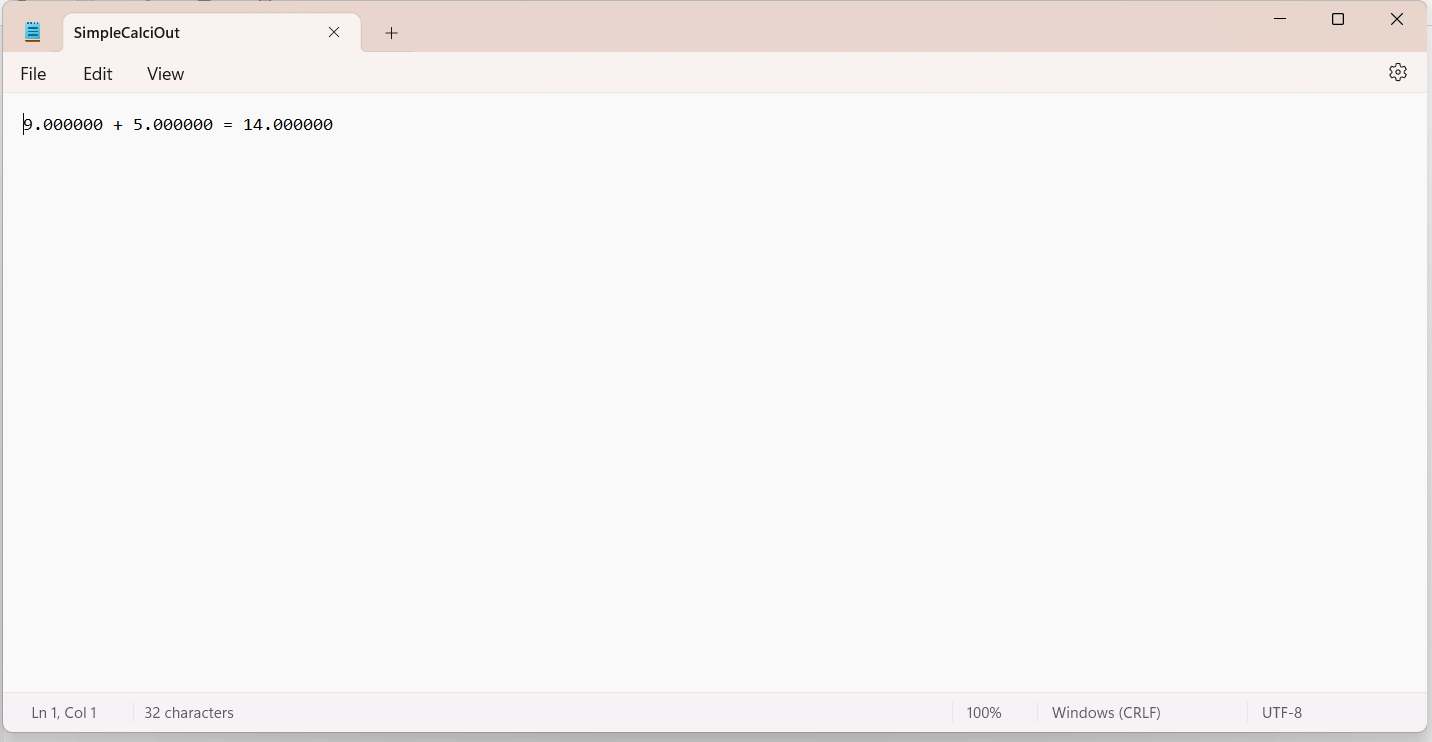 SimpleCalciOut
File Edit View
9.000000 + 5.000000 = 14.000000
Ln 1, Col 1 32 characters 100% Windows (CRLF) UTF-8